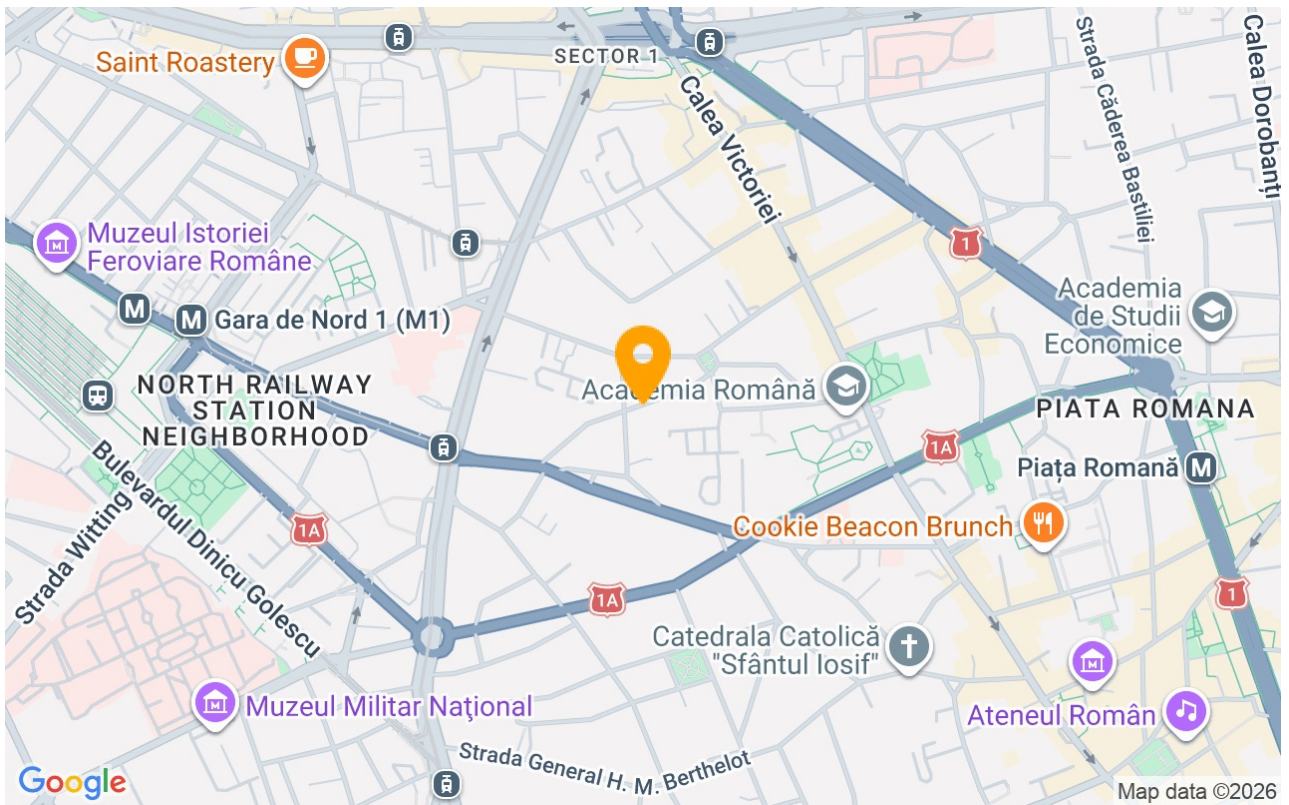 Saint Roastery
SECTOR 1
Calea Victoriei
Strada Căderea Bastiliei
Calea Dorobanți
1
Muzeul Istoriei
Feroviare Române
M
M
Gara de Nord 1 (M1)
Academia
de Studii
Economice
NORTH RAILWAY
STATION
NEIGHBORHOOD
Academia Română
PIATA ROMANA
1A
Piața Romană
M
Bulevardul Dinicu Golescu
Strada Witting
1A
Cookie Beacon Brunch
1A
1
Catedrala Catolică
"Sfântul Iosif"
Muzeul Militar Naţional
Ateneul Român
Strada General H. M. Berthelot
Google
Map data ©2026